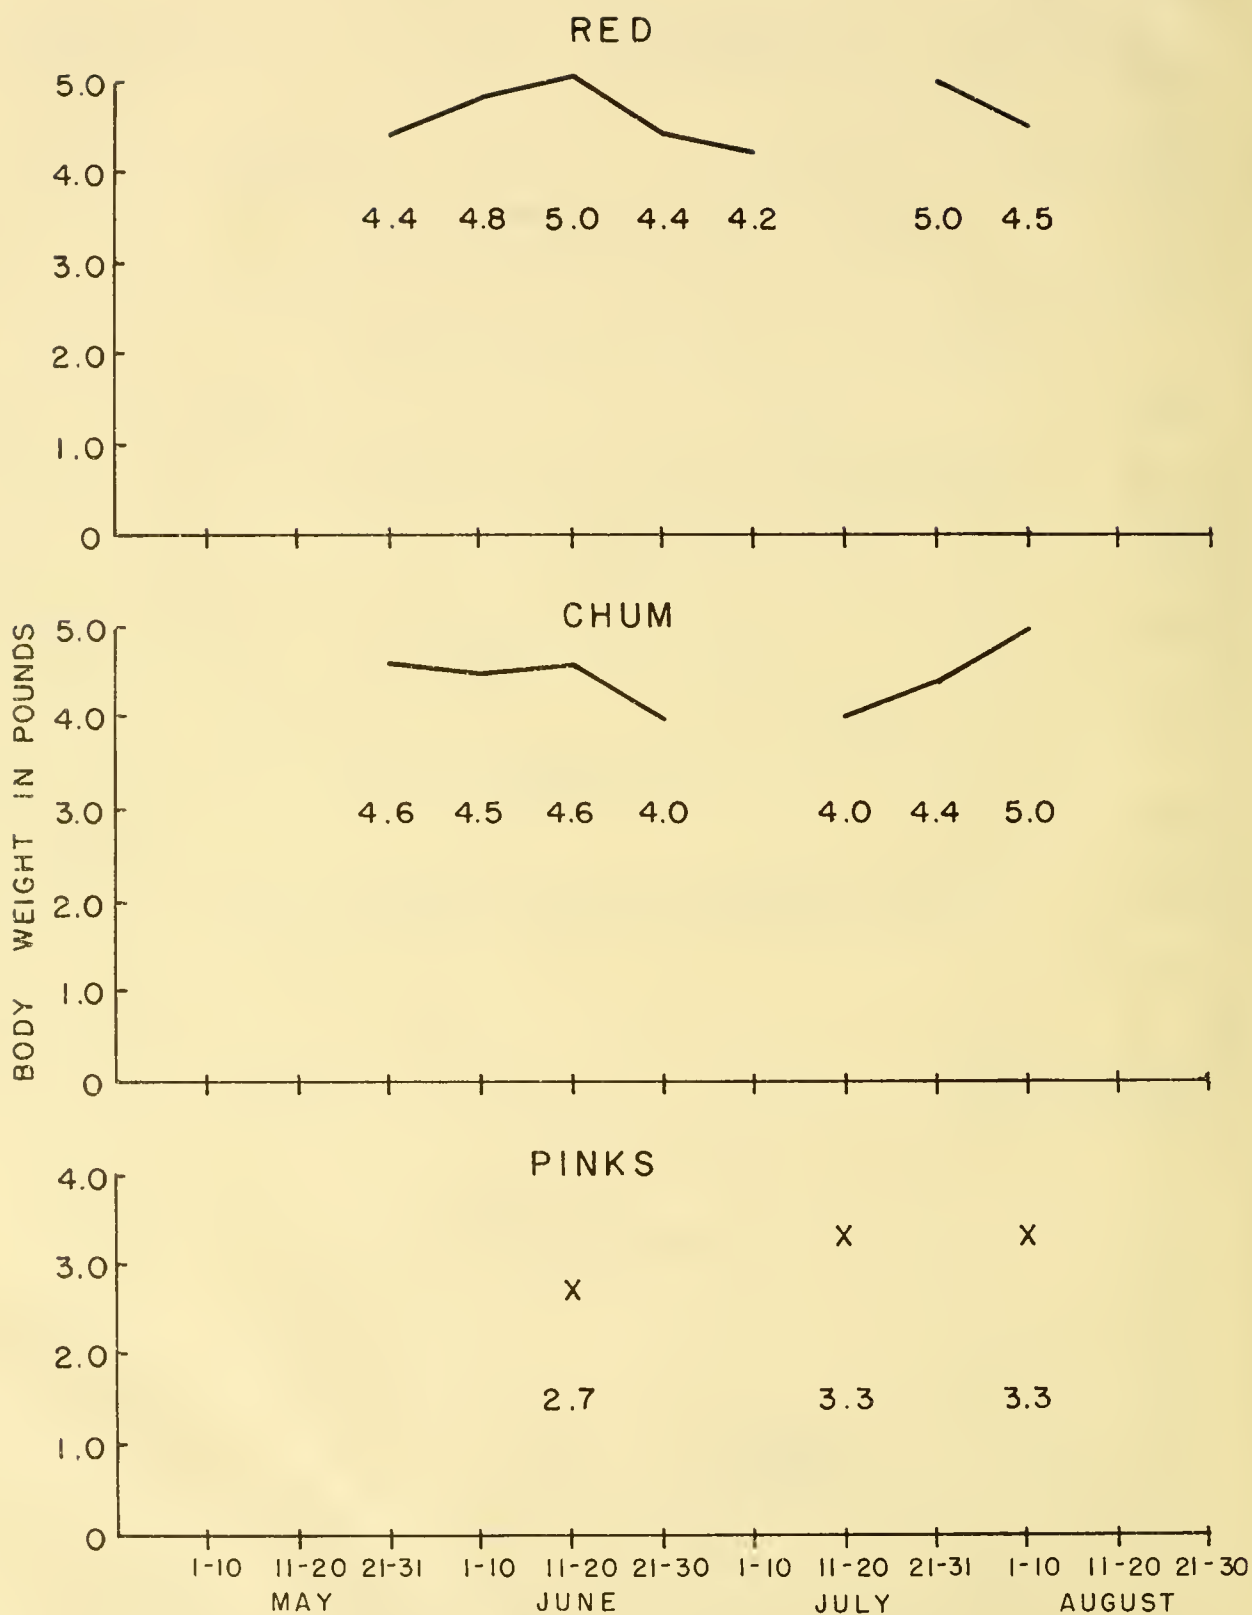 RED
5.0
4.0
4.4 4.8 5.0 4.4 4.2 5.0 4.5
3.0
2.0
1.0
0
BODY WEIGHT IN POUNDS
CHUM
5.0
4.0
3.0 4.6 4.5 4.6 4.0 4.0 4.4 5.0
2.0
1.0
0
PINKS
4.0
X X
3.0
X
2.0
2.7 3.3 3.3
1.0
0
1-10 11-20 21-31 1-10 11-20 21-30 1-10 11-20 21-31 1-10 11-20 21-30
MAY JUNE JULY AUGUST